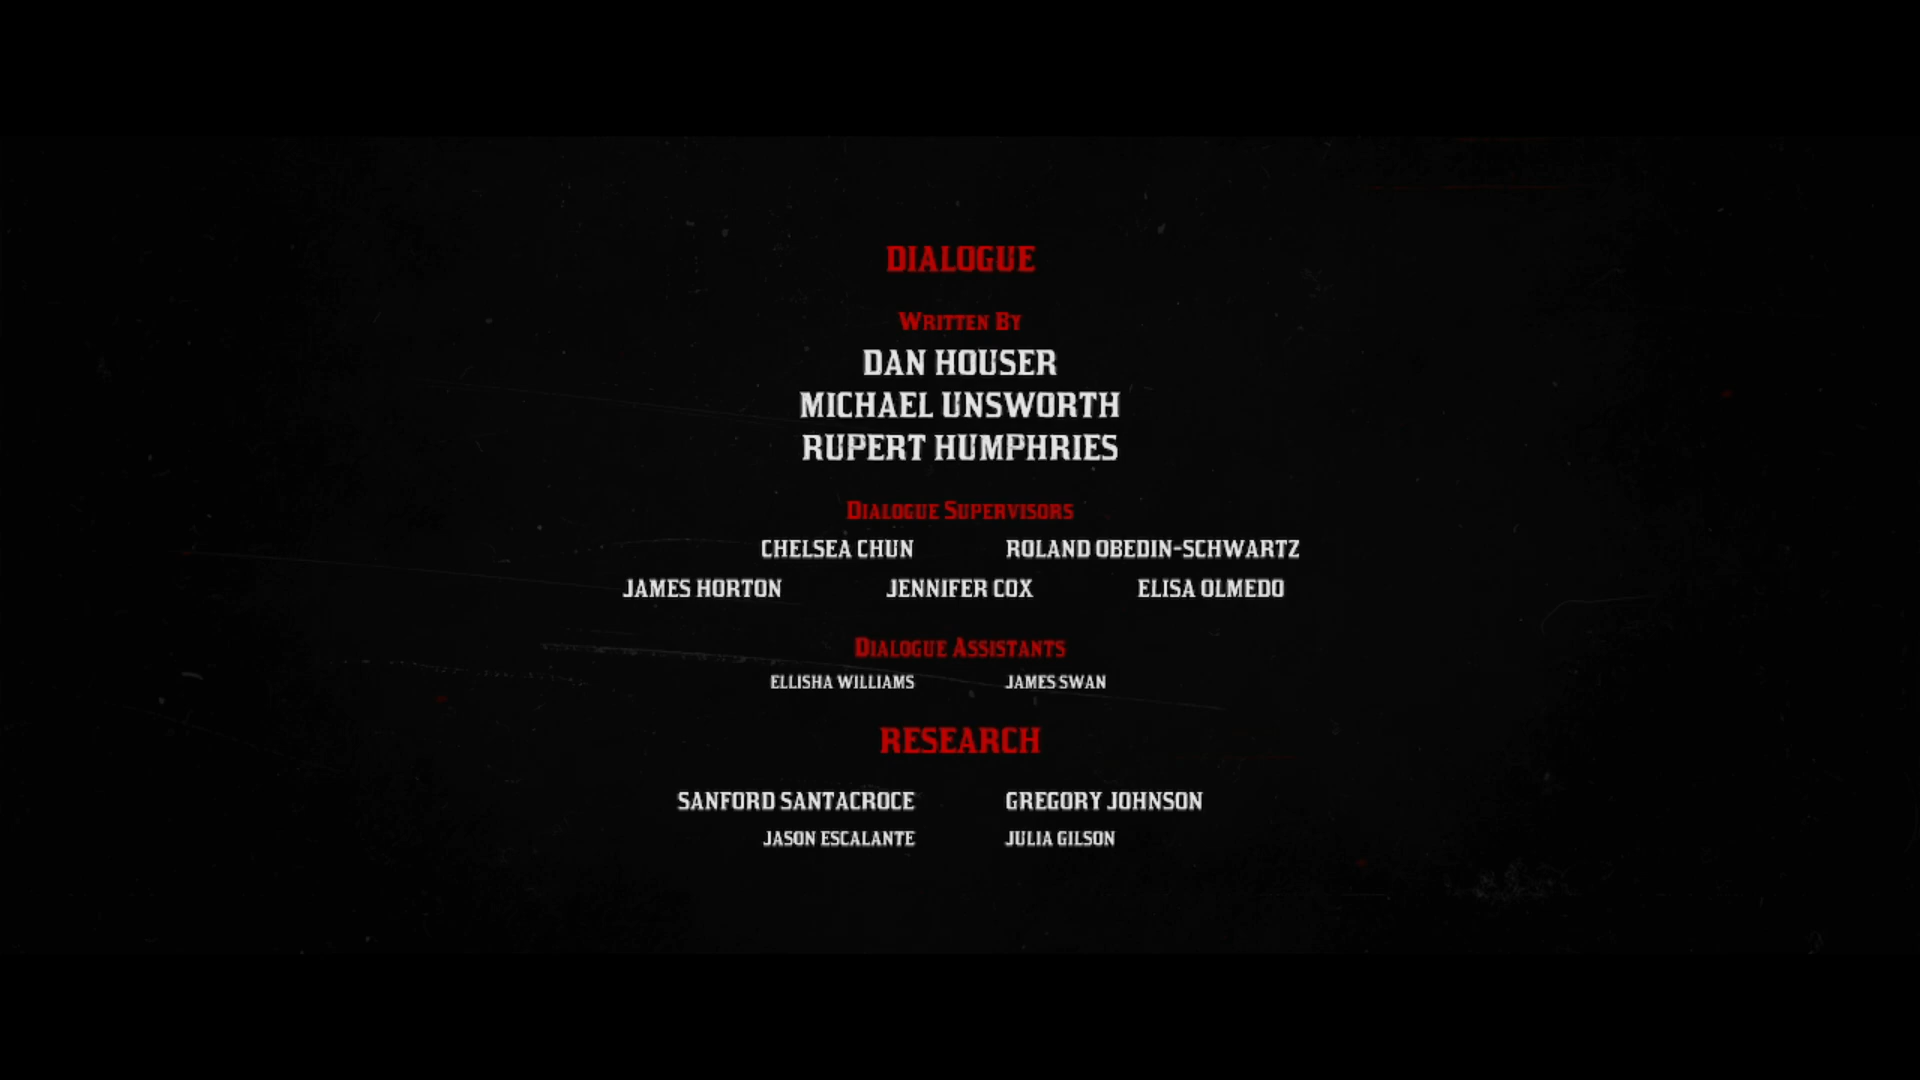 DIALOGUE
WRITTEN BY
DAN HOUSER
MICHAEL UNSWORTH
RUPERT HUMPHRIES
DIALOGUE SUPERVISORS
CHELSEA CHUN ROLAND OBEDIN-SCHWARTZ
JAMES HORTON JENNIFER COX ELISA OLMEDO
DIALOGUE ASSISTANTS
ELLISHA WILLIAMS JAMES SWAN
RESEARCH
SANFORD SANTACROCE GREGORY JOHNSON
JASON ESCALANTE JULIA GILSON